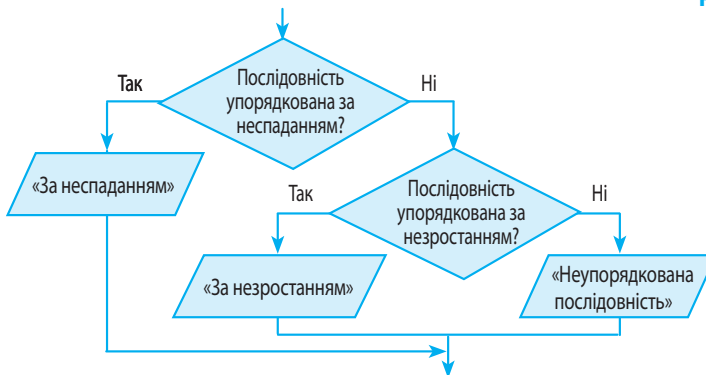 Так
Послідовність
упорядкована за
неспаданням?
Ні
«За неспаданням»
Так
Послідовність
упорядкована за
незростанням?
Ні
«За незростанням»
«Неупорядкована
послідовність»